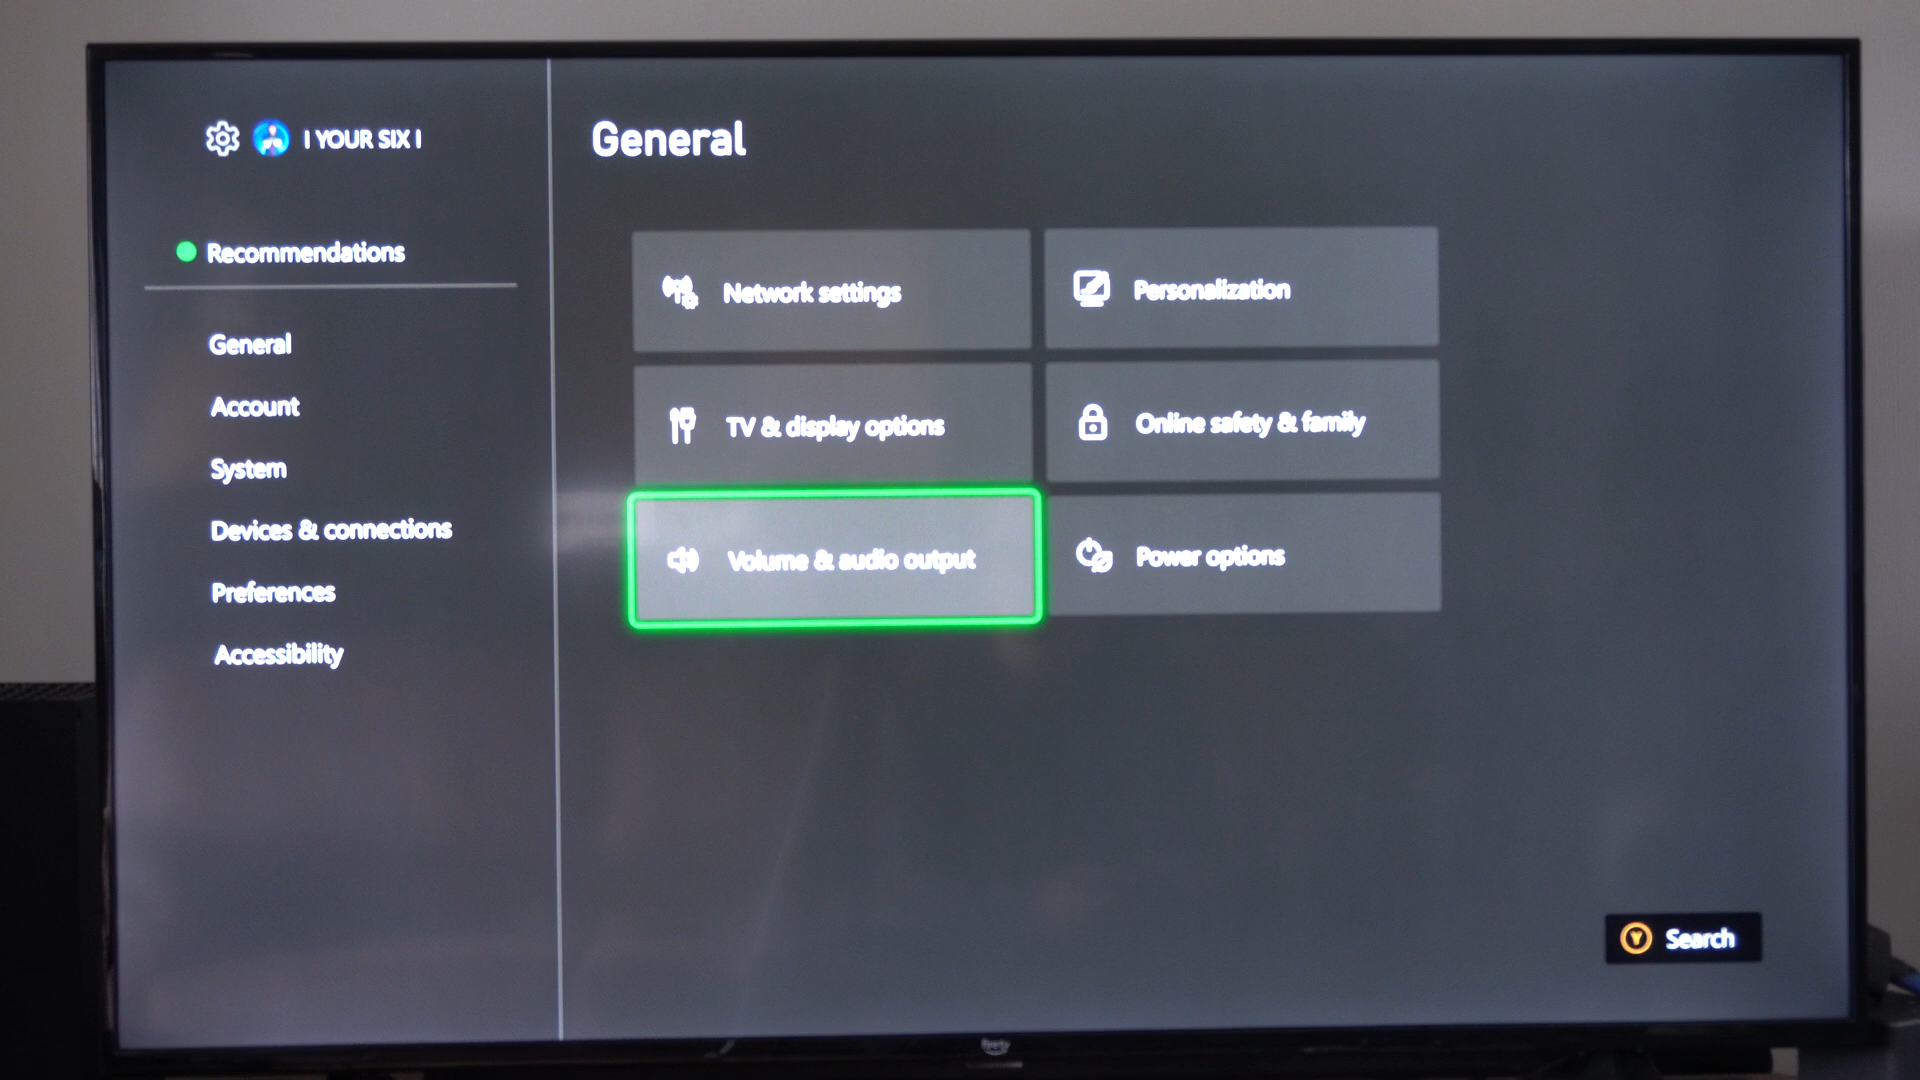 I YOUR SIX I
Recommendations
General
Account
System
Devices & connections
Preferences
Accessibility
General
Network settings
Personalization
TV & display options
Online safety & family
Volume & audio output
Power options
Y Search
firetv